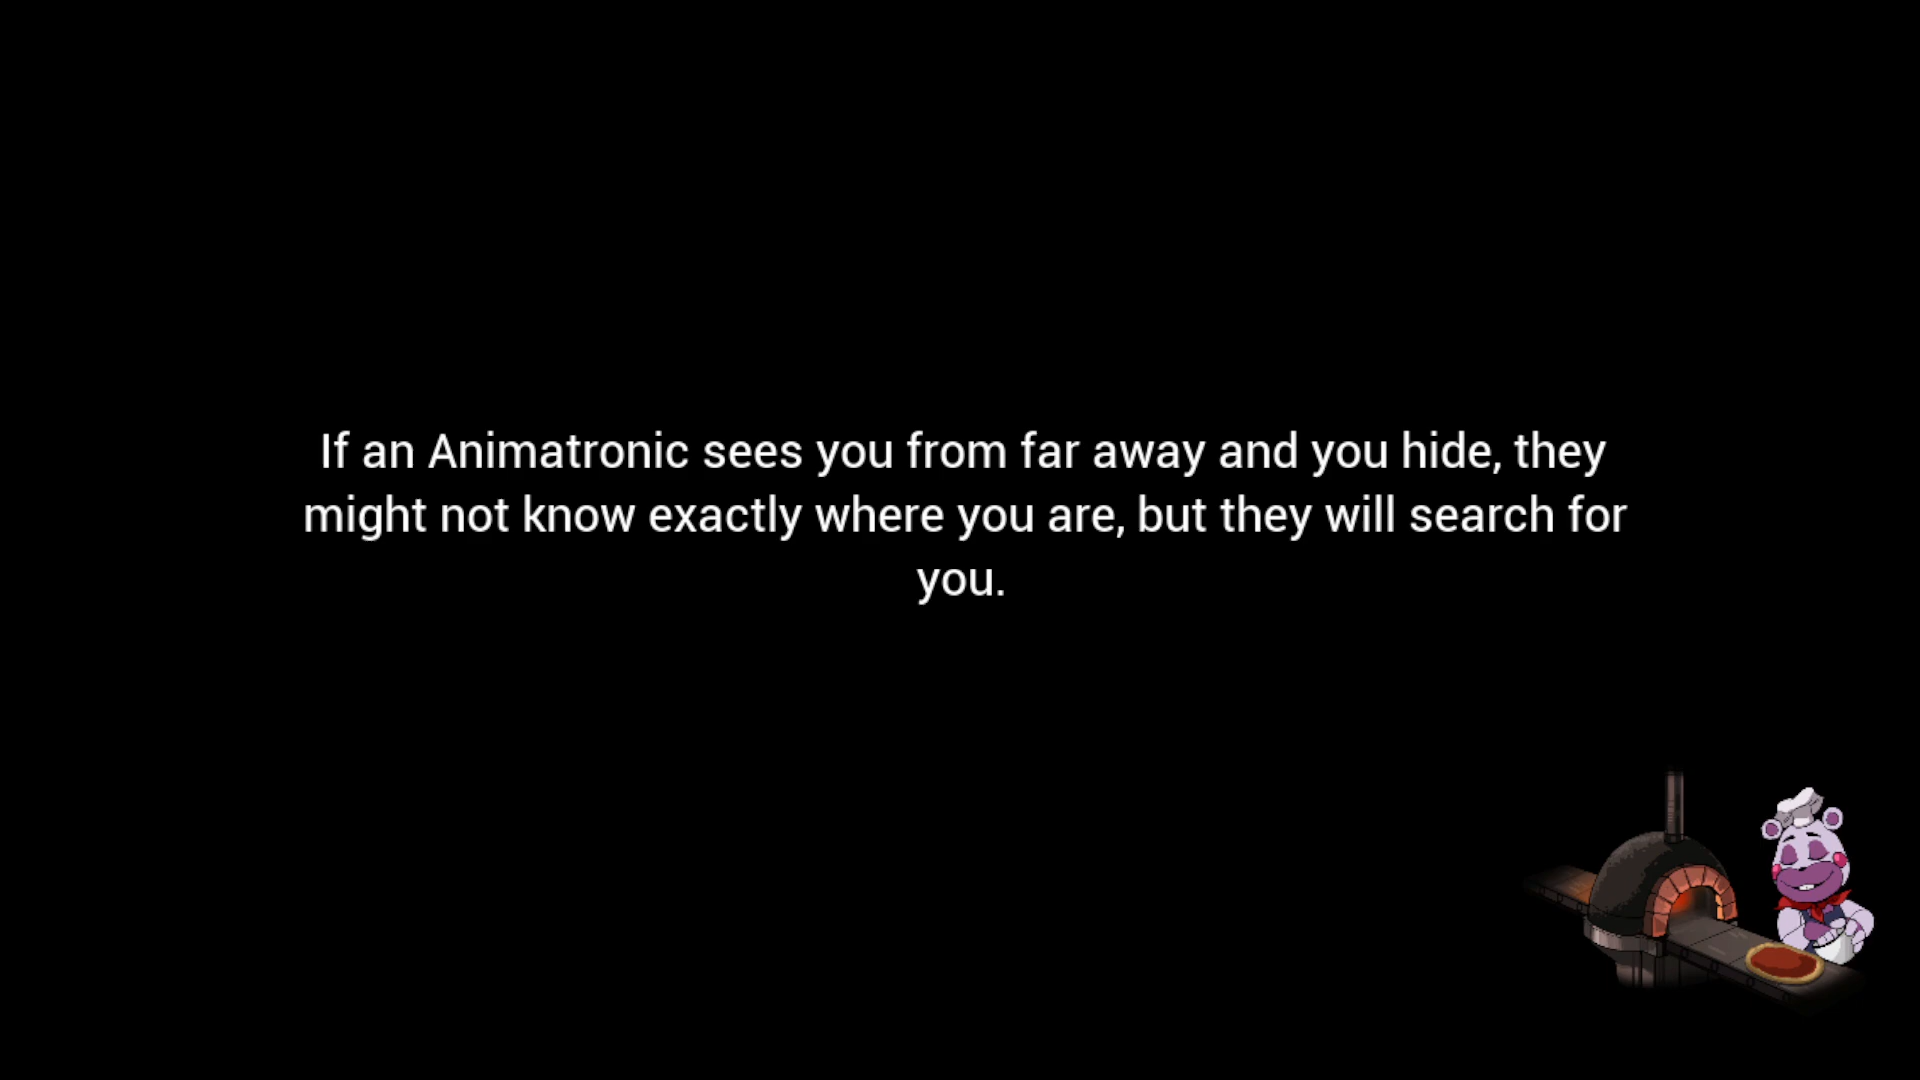 If an Animatronic sees you from far away and you hide, they
might not know exactly where you are, but they will search for
you.